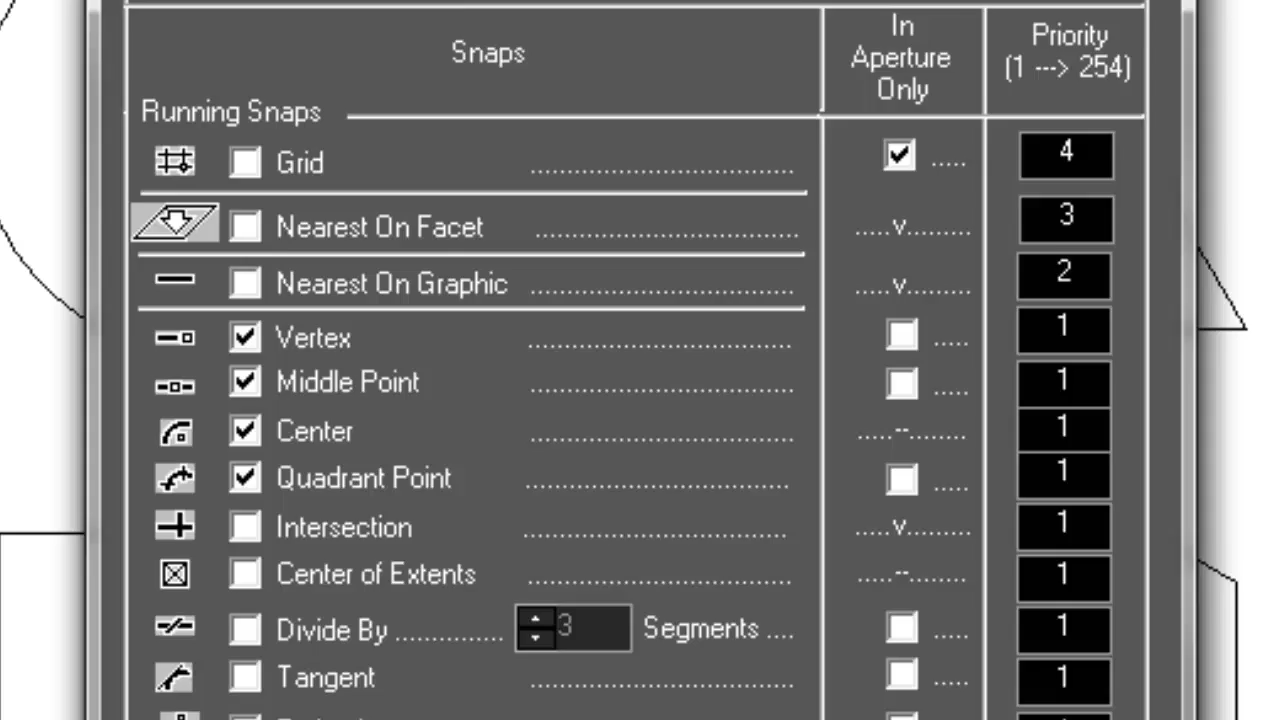 Snaps
In
Aperture
Only
Priority
(1 ---> 254)
Running Snaps
Grid .......................... ..... 4
Nearest On Facet .......................... .....v......... 3
Nearest On Graphic .......................... .....v......... 2
Vertex .......................... ..... 1
Middle Point .......................... ..... 1
Center .......................... .....--........ 1
Quadrant Point .......................... ..... 1
Intersection .......................... .....v......... 1
Center of Extents .......................... .....--........ 1
Divide By ............... 3 Segments .... ..... 1
Tangent .......................... ..... 1